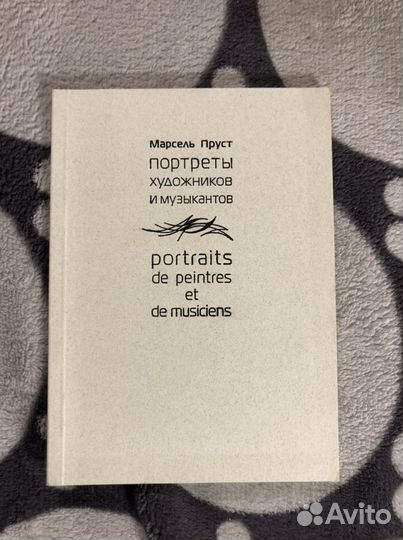 Марсель Пруст
портреты
художников
и музыкантов
portraits
de peintres
et
de musiciens
Avito